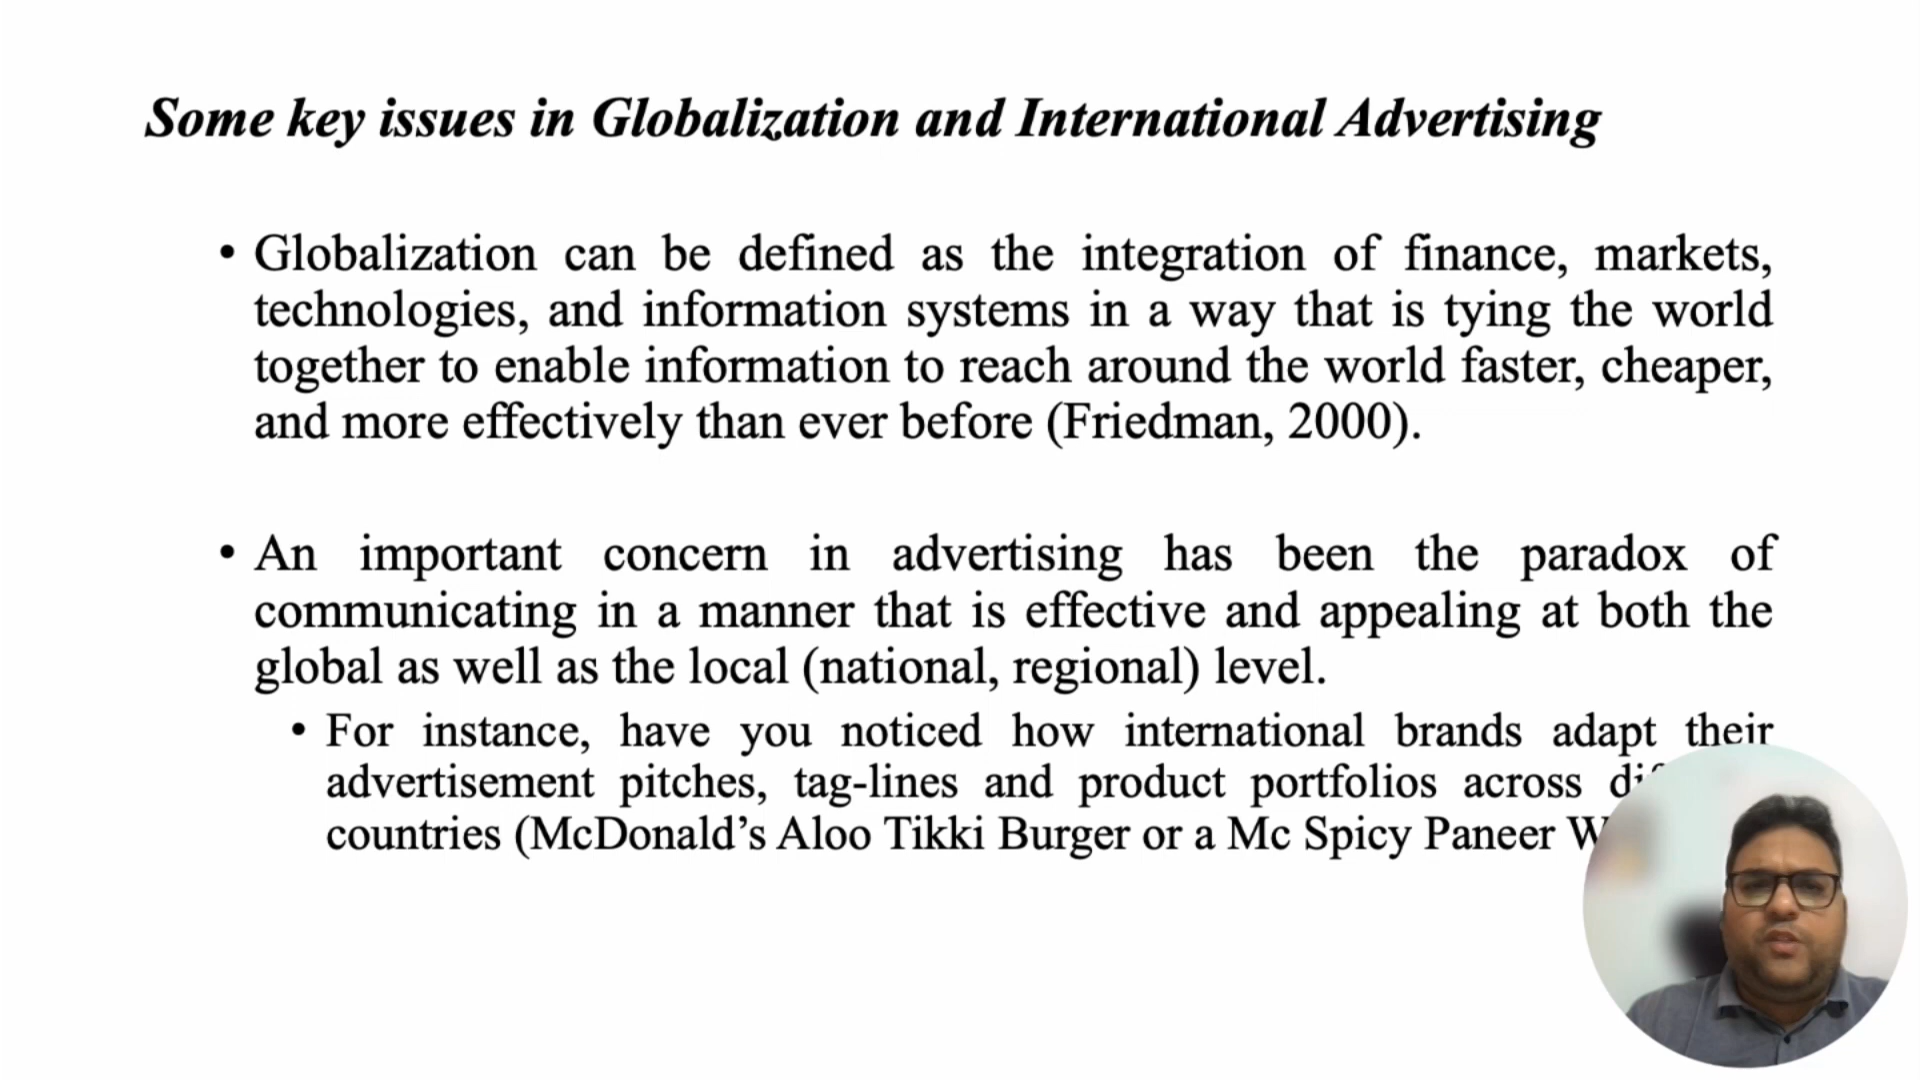 Some key issues in Globalization and International Advertising
• Globalization can be defined as the integration of finance, markets,
technologies, and information systems in a way that is tying the world
together to enable information to reach around the world faster, cheaper,
and more effectively than ever before (Friedman, 2000).
• An important concern in advertising has been the paradox of
communicating in a manner that is effective and appealing at both the
global as well as the local (national, regional) level.
• For instance, have you noticed how international brands adapt their
advertisement pitches, tag-lines and product portfolios across
countries (McDonald’s Aloo Tikki Burger or a Mc Spicy Paneer